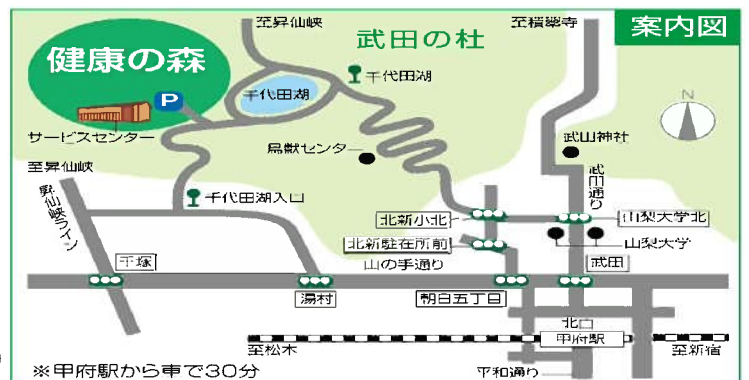 至昇仙峡
至積翠寺
案内図
武田の杜
健康の森
千代田湖
P
千代田湖
N
サービスセンター
鳥獣センター
武田神社
至昇仙峡
武田通り
千代田湖入口
昇仙峡ライン
北新小北
山梨大学北
北新駐在所前
山梨大学
山の手通り
武田
千塚
湯村
朝日五丁目
北口
甲府駅
至松本
至新宿
平和通り
※甲府駅から車で30分